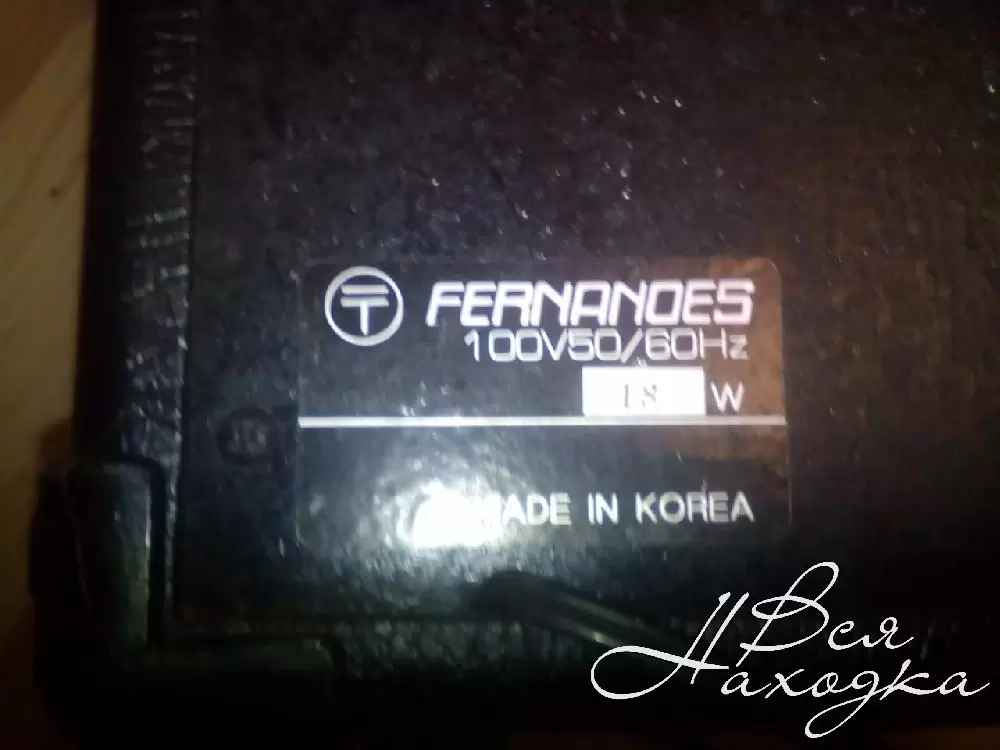 〒 FERNANDES
100V50/60Hz
18 W
MADE IN KOREA
Вся
Находка